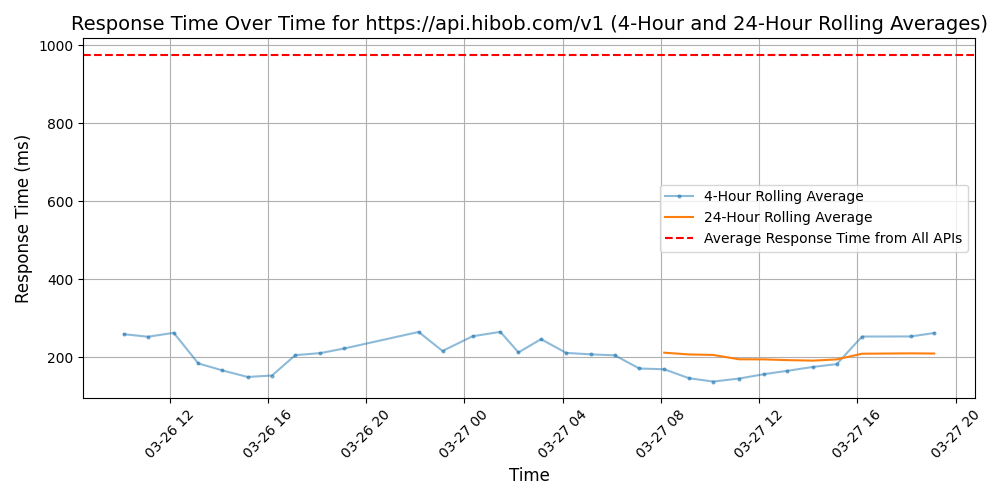 Response Time Over Time for https://api.hibob.com/v1 (4-Hour and 24-Hour Rolling Averages)
Response Time (ms)
1000
800
600
400
200
4-Hour Rolling Average
24-Hour Rolling Average
Average Response Time from All APIs
03-26 12
03-26 16
03-26 20
03-27 00
03-27 04
03-27 08
03-27 12
03-27 16
03-27 20
Time